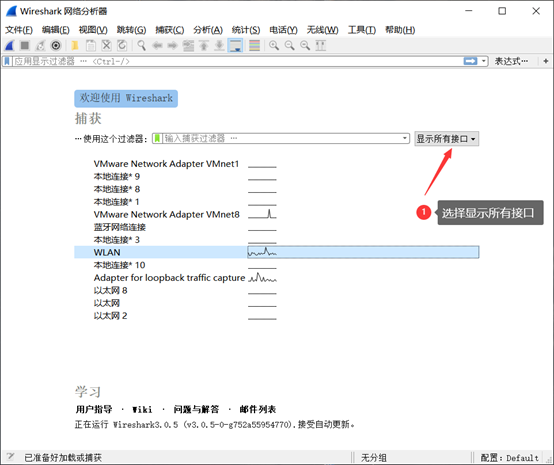 Wireshark 网络分析器
文件(F) 编辑(E) 视图(V) 跳转(G) 捕获(C) 分析(A) 统计(S) 电话(Y) 无线(W) 工具(T) 帮助(H)
应用显示过滤器 … <Ctrl-/> 表达式… +
欢迎使用 Wireshark
捕获
…使用这个过滤器: 输入捕获过滤器 … 显示所有接口
VMware Network Adapter VMnet1
本地连接* 9
本地连接* 8
本地连接* 1
VMware Network Adapter VMnet8
1 选择显示所有接口
蓝牙网络连接
本地连接* 3
WLAN
本地连接* 10
Adapter for loopback traffic capture
以太网 8
以太网
以太网 2
学习
用户指导 · Wiki · 问题与解答 · 邮件列表
正在运行 Wireshark3.0.5 (v3.0.5-0-g752a55954770).接受自动更新。
已准备好加载或捕获 无分组 配置: Default